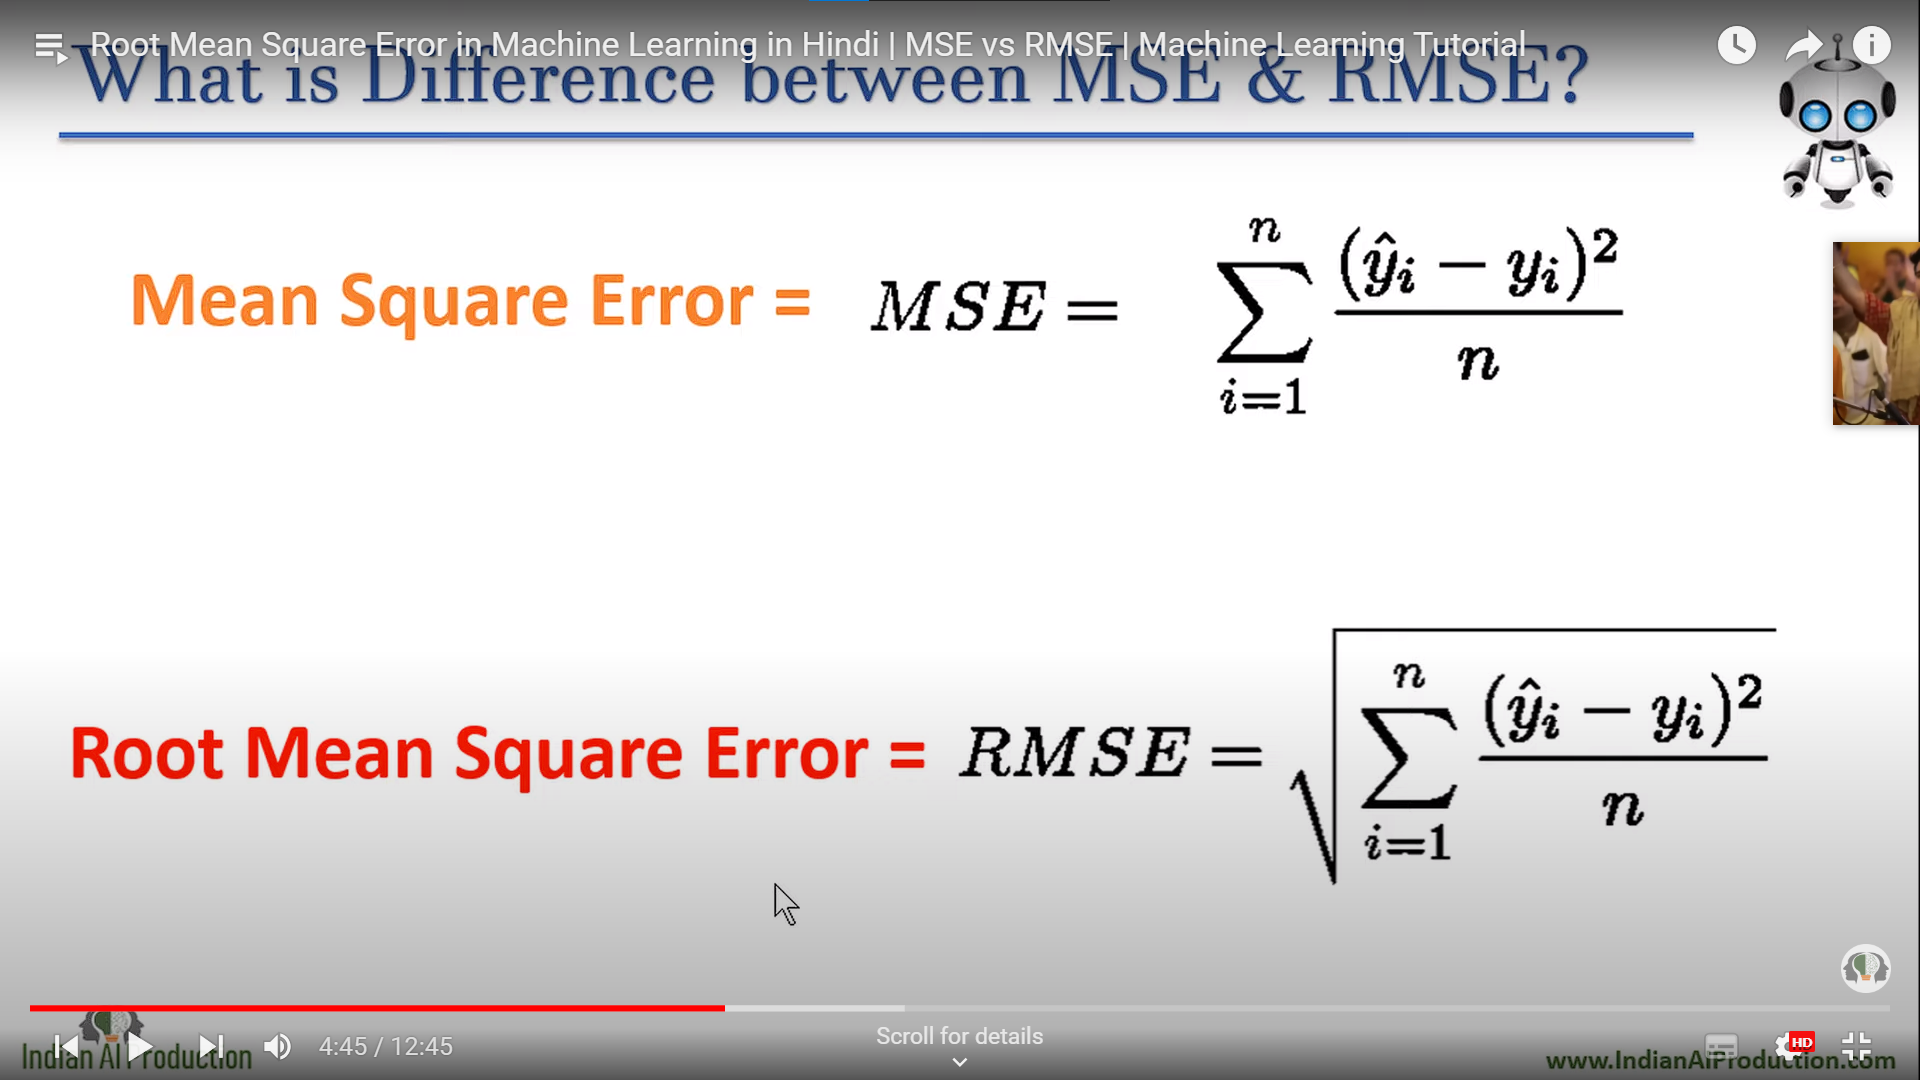 Root Mean Square Error in Machine Learning in Hindi | MSE vs RMSE | Machine Learning Tutorial
What is Difference between MSE & RMSE?
Mean Square Error = MSE = \sum_{i=1}^{n} \frac{(\hat{y}_i - y_i)^2}{n}
Root Mean Square Error = RMSE = \sqrt{\sum_{i=1}^{n} \frac{(\hat{y}_i - y_i)^2}{n}}
Scroll for details
4:45 / 12:45
HD
Indian AI Production
www.IndianAIProduction.com